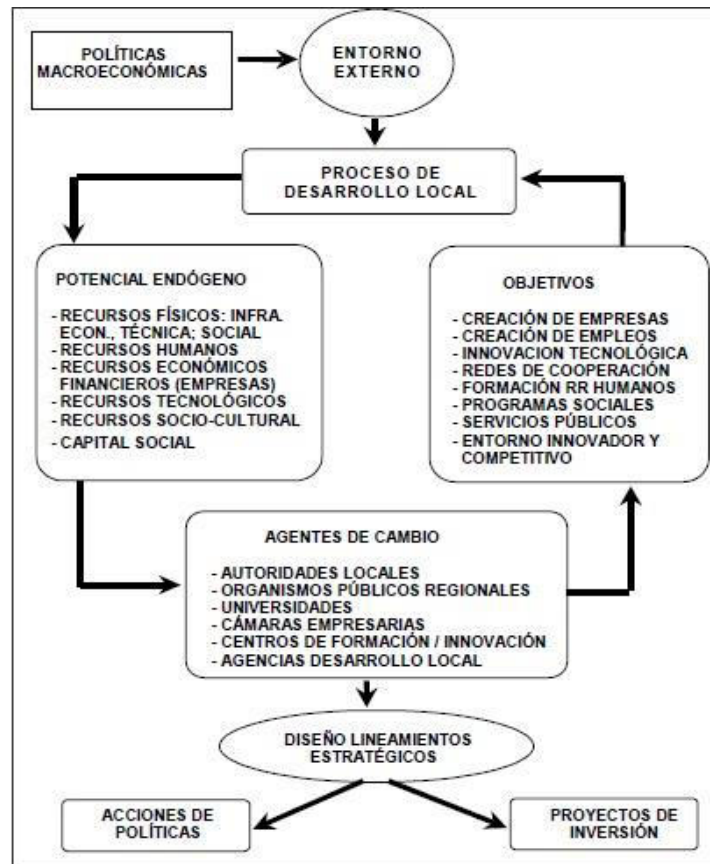 POLÍTICAS
MACROECONÓMICAS
ENTORNO
EXTERNO
PROCESO DE
DESARROLLO LOCAL
POTENCIAL ENDÓGENO
- RECURSOS FÍSICOS: INFRA.
ECON., TÉCNICA; SOCIAL
- RECURSOS HUMANOS
- RECURSOS ECONÓMICOS
FINANCIEROS (EMPRESAS)
- RECURSOS TECNOLÓGICOS
- RECURSOS SOCIO-CULTURAL
- CAPITAL SOCIAL
OBJETIVOS
- CREACIÓN DE EMPRESAS
- CREACIÓN DE EMPLEOS
- INNOVACION TECNOLÓGICA
- REDES DE COOPERACIÓN
- FORMACIÓN RR HUMANOS
- PROGRAMAS SOCIALES
- SERVICIOS PÚBLICOS
- ENTORNO INNOVADOR Y
COMPETITIVO
AGENTES DE CAMBIO
- AUTORIDADES LOCALES
- ORGANISMOS PÚBLICOS REGIONALES
- UNIVERSIDADES
- CÁMARAS EMPRESARIAS
- CENTROS DE FORMACIÓN / INNOVACIÓN
- AGENCIAS DESARROLLO LOCAL
DISEÑO LINEAMIENTOS
ESTRATÉGICOS
ACCIONES DE
POLÍTICAS
PROYECTOS DE
INVERSIÓN